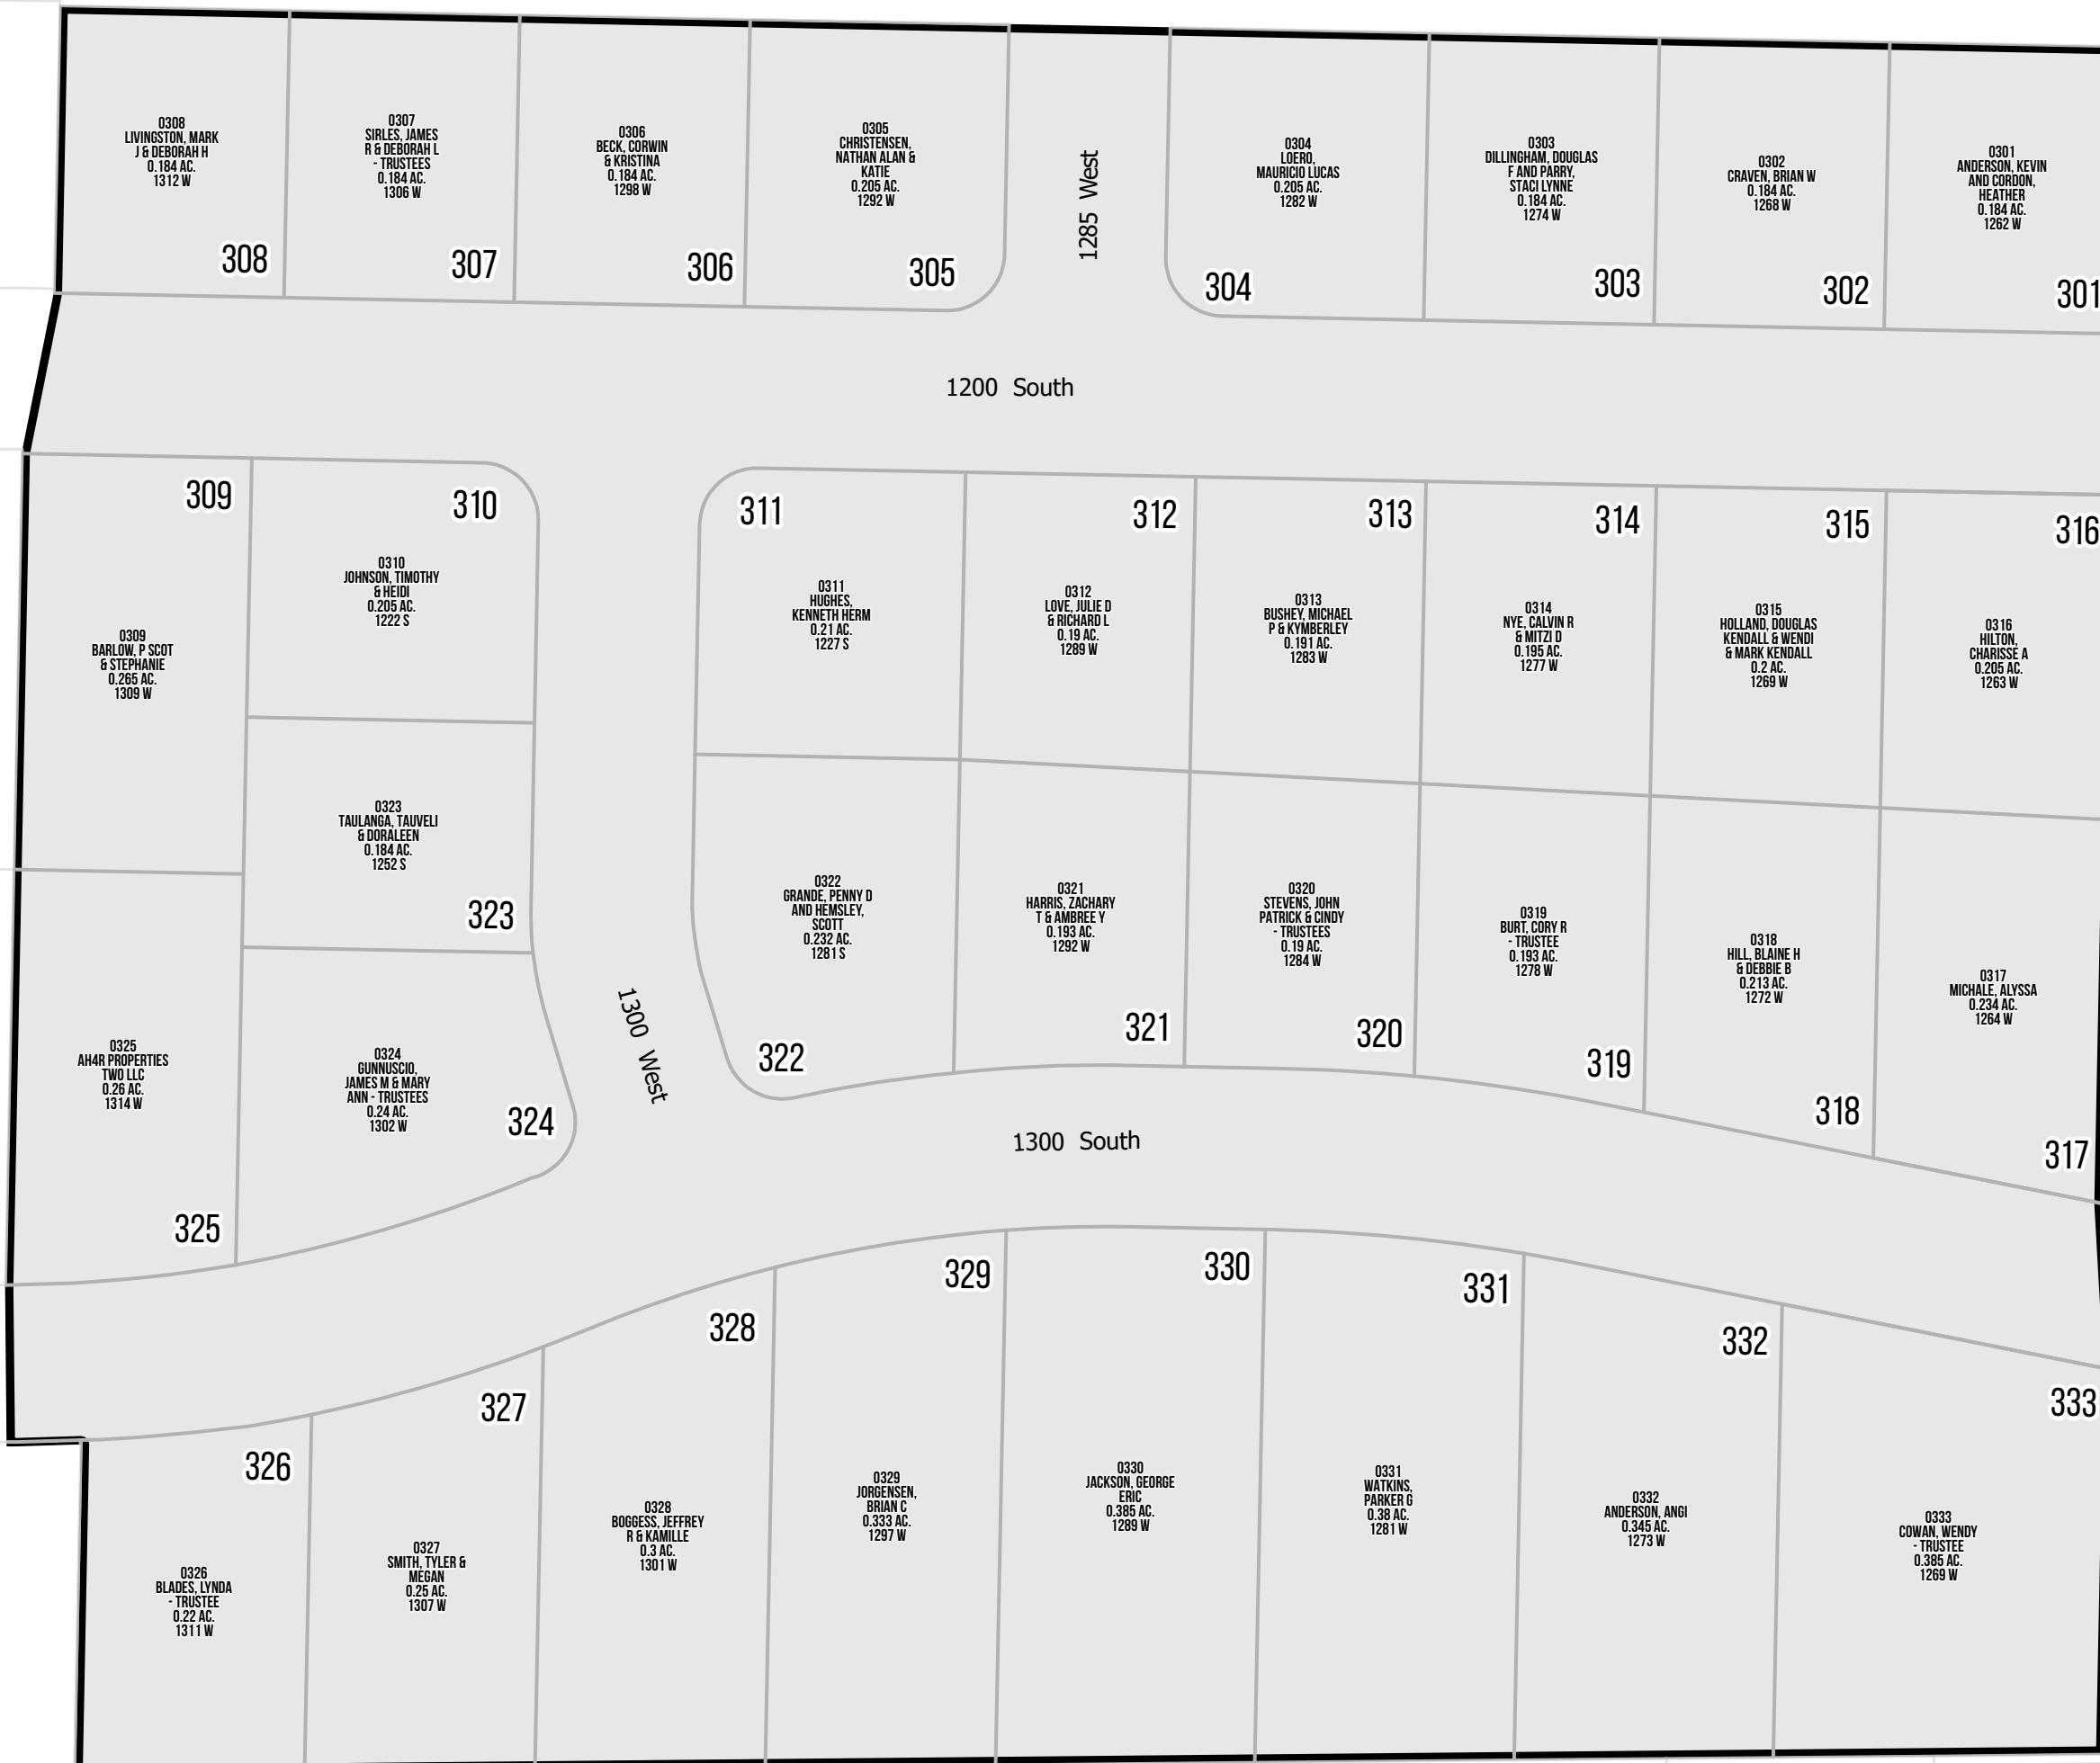 0308
LIVINGSTON, MARK
J & DEBORAH H
0.184 AC.
1312 W
308
0307
SIRLES, JAMES
R & DEBORAH L
- TRUSTEES
0.184 AC.
1306 W
307
0306
BECK, CORWIN
& KRISTINA
0.184 AC.
1298 W
306
0305
CHRISTENSEN,
NATHAN ALAN &
KATIE
0.205 AC.
1292 W
305
1285 West
0304
LOERO,
MAURICIO LUCAS
0.205 AC.
1282 W
304
0303
DILLINGHAM, DOUGLAS
F AND PARRY,
STACI LYNNE
0.184 AC.
1274 W
303
0302
CRAVEN, BRIAN W
0.184 AC.
1268 W
302
0301
ANDERSON, KEVIN
AND CORDON,
HEATHER
0.184 AC.
1262 W
301
1200 South
309
0309
BARLOW, P SCOT
& STEPHANIE
0.265 AC.
1309 W
310
0310
JOHNSON, TIMOTHY
& HEIDI
0.205 AC.
1222 S
311
0311
HUGHES,
KENNETH HERM
0.21 AC.
1227 S
312
0312
LOVE, JULIE D
& RICHARD L
0.19 AC.
1289 W
313
0313
BUSHEY, MICHAEL
P & KYMBERLEY
0.191 AC.
1283 W
314
0314
NYE, CALVIN R
& MITZI D
0.195 AC.
1277 W
315
0315
HOLLAND, DOUGLAS
KENDALL & WENDI
& MARK KENDALL
0.2 AC.
1269 W
316
0316
HILTON,
CHARISSE A
0.205 AC.
1263 W
0323
TAULANGA, TAUVELI
& DORALEEN
0.184 AC.
1252 S
323
0322
GRANDE, PENNY D
AND HEMSLEY,
SCOTT
0.232 AC.
1281 S
322
0321
HARRIS, ZACHARY
T & AMBREE Y
0.193 AC.
1292 W
321
0320
STEVENS, JOHN
PATRICK & CINDY
- TRUSTEES
0.19 AC.
1284 W
320
0319
BURT, CORY R
- TRUSTEE
0.193 AC.
1278 W
319
0318
HILL, BLAINE H
& DEBBIE B
0.213 AC.
1272 W
318
0317
MICHALE, ALYSSA
0.234 AC.
1264 W
317
0325
AH4R PROPERTIES
TWO LLC
0.26 AC.
1314 W
325
0324
GUNNUSCIO,
JAMES M & MARY
ANN - TRUSTEES
0.24 AC.
1302 W
324
1300 West
1300 South
326
0326
BLADES, LYNDA
- TRUSTEE
0.22 AC.
1311 W
327
0327
SMITH, TYLER &
MEGAN
0.25 AC.
1307 W
328
0328
BOGGESS, JEFFREY
R & KAMILLE
0.3 AC.
1301 W
329
0329
JORGENSEN,
BRIAN C
0.333 AC.
1297 W
330
0330
JACKSON, GEORGE
ERIC
0.385 AC.
1289 W
331
0331
WATKINS,
PARKER G
0.38 AC.
1281 W
332
0332
ANDERSON, ANGI
0.345 AC.
1273 W
333
0333
COWAN, WENDY
- TRUSTEE
0.385 AC.
1269 W